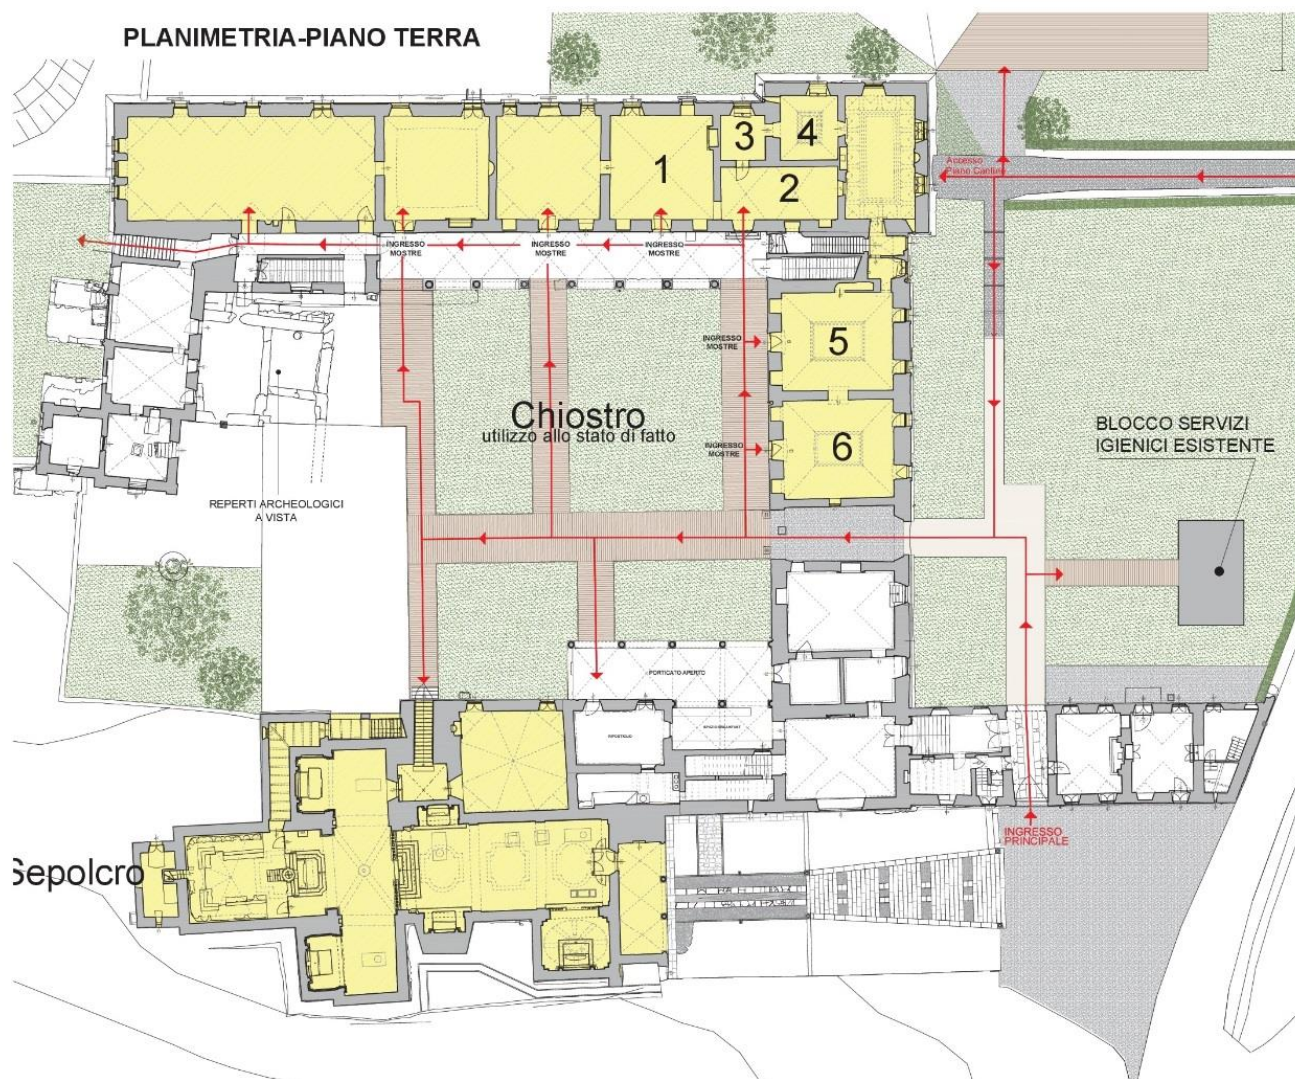 PLANIMETRIA-PIANO TERRA
3
4
1
2
Accesso
Piano Cantine
INGRESSO
MOSTRE
INGRESSO
MOSTRE
INGRESSO
MOSTRE
INGRESSO
MOSTRE
5
Chiostro
utilizzo allo stato di fatto
INGRESSO
MOSTRE
6
BLOCCO SERVIZI
IGIENICI ESISTENTE
REPERTI ARCHEOLOGICI
A VISTA
PORTICATO APERTO
INGRESSO
PRINCIPALE
Sepolcro